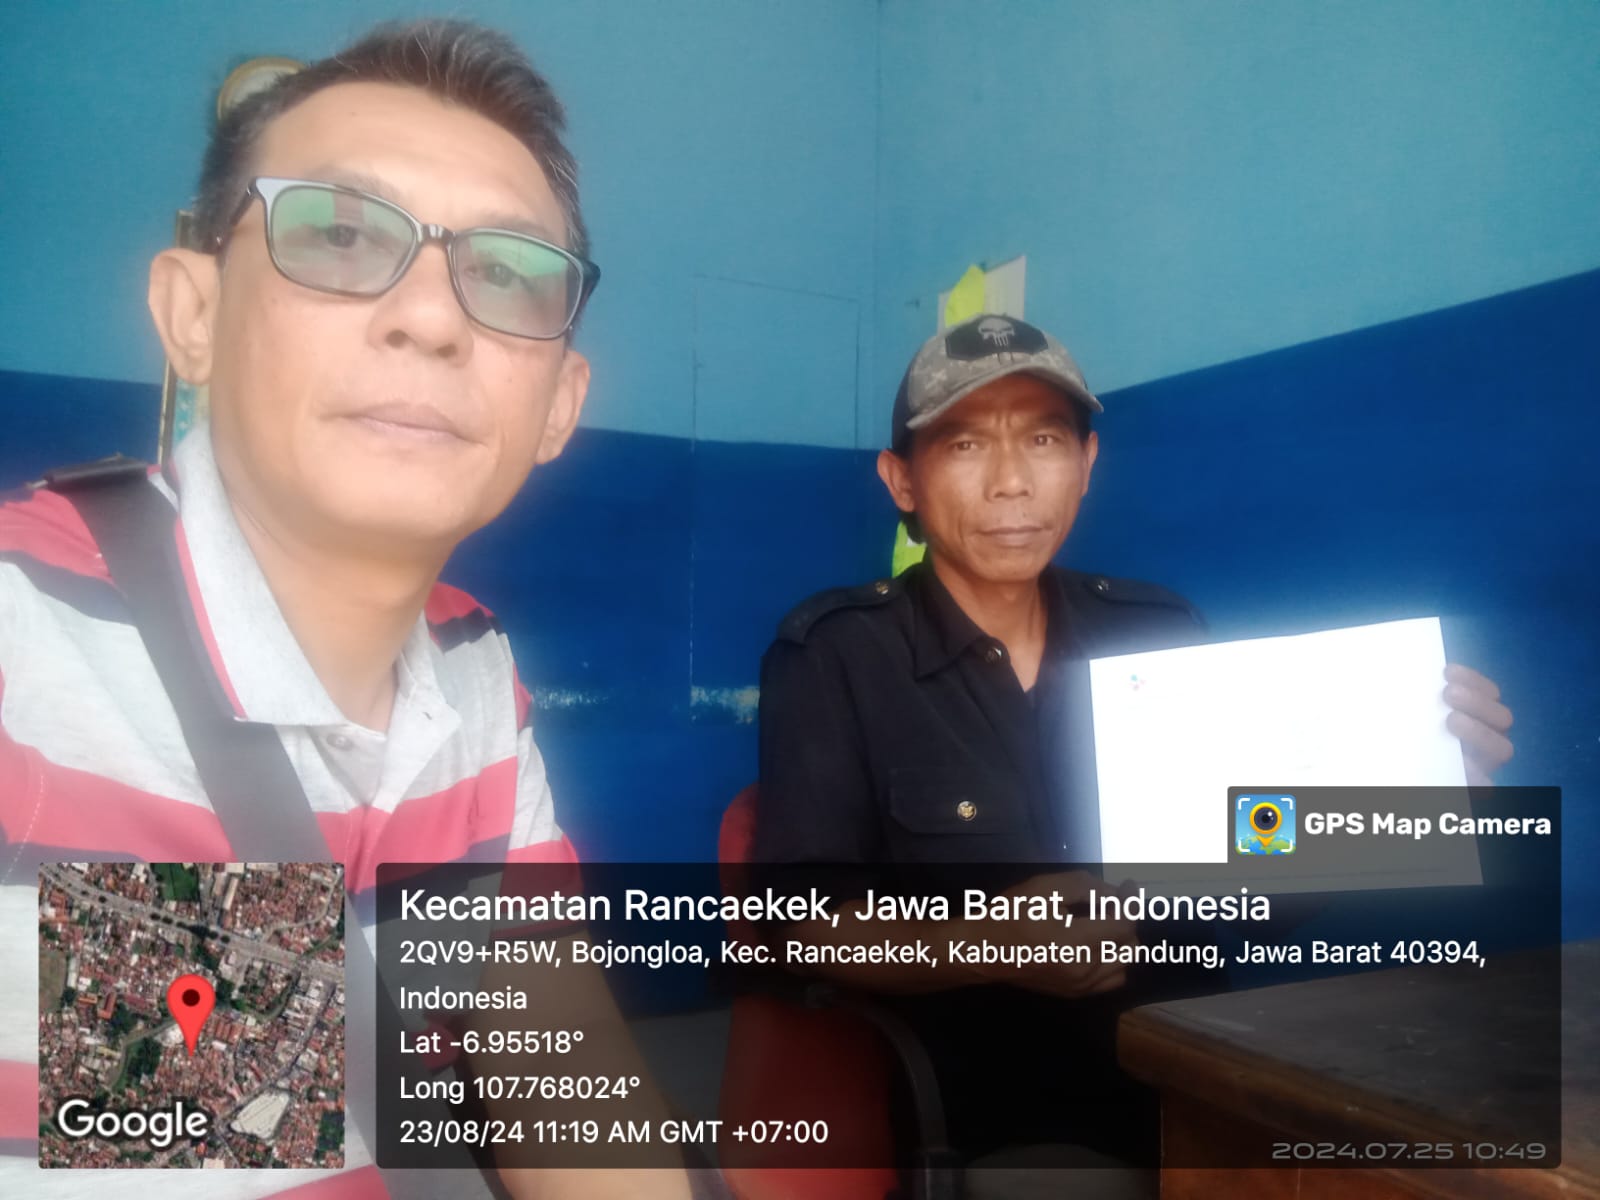 GPS Map Camera
Kecamatan Rancaekek, Jawa Barat, Indonesia
2QV9+R5W, Bojongloa, Kec. Rancaekek, Kabupaten Bandung, Jawa Barat 40394,
Indonesia
Lat -6.95518°
Long 107.768024°
23/08/24 11:19 AM GMT +07:00
Google
2024.07.25 10:49